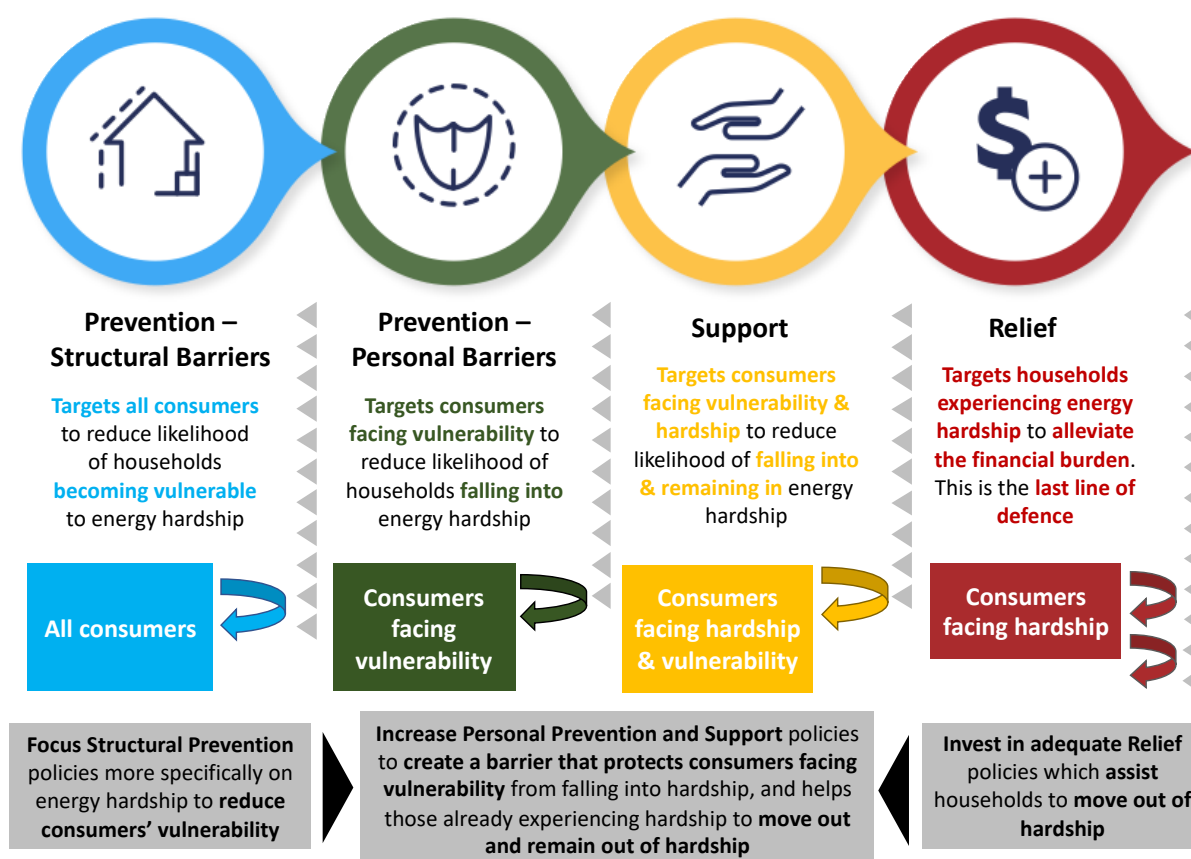 Prevention –
Structural Barriers
Targets all consumers
to reduce likelihood
of households
becoming vulnerable
to energy hardship
All consumers
Prevention –
Personal Barriers
Targets consumers
facing vulnerability to
reduce likelihood of
households falling into
energy hardship
Consumers
facing
vulnerability
Support
Targets consumers
facing vulnerability &
hardship to reduce
likelihood of falling into
& remaining in energy
hardship
Consumers
facing hardship
& vulnerability
$
Relief
Targets households
experiencing energy
hardship to alleviate
the financial burden.
This is the last line of
defence
Consumers
facing hardship
Focus Structural Prevention
policies more specifically on
energy hardship to reduce
consumers’ vulnerability
Increase Personal Prevention and Support policies
to create a barrier that protects consumers facing
vulnerability from falling into hardship, and helps
those already experiencing hardship to move out
and remain out of hardship
Invest in adequate Relief
policies which assist
households to move out of
hardship